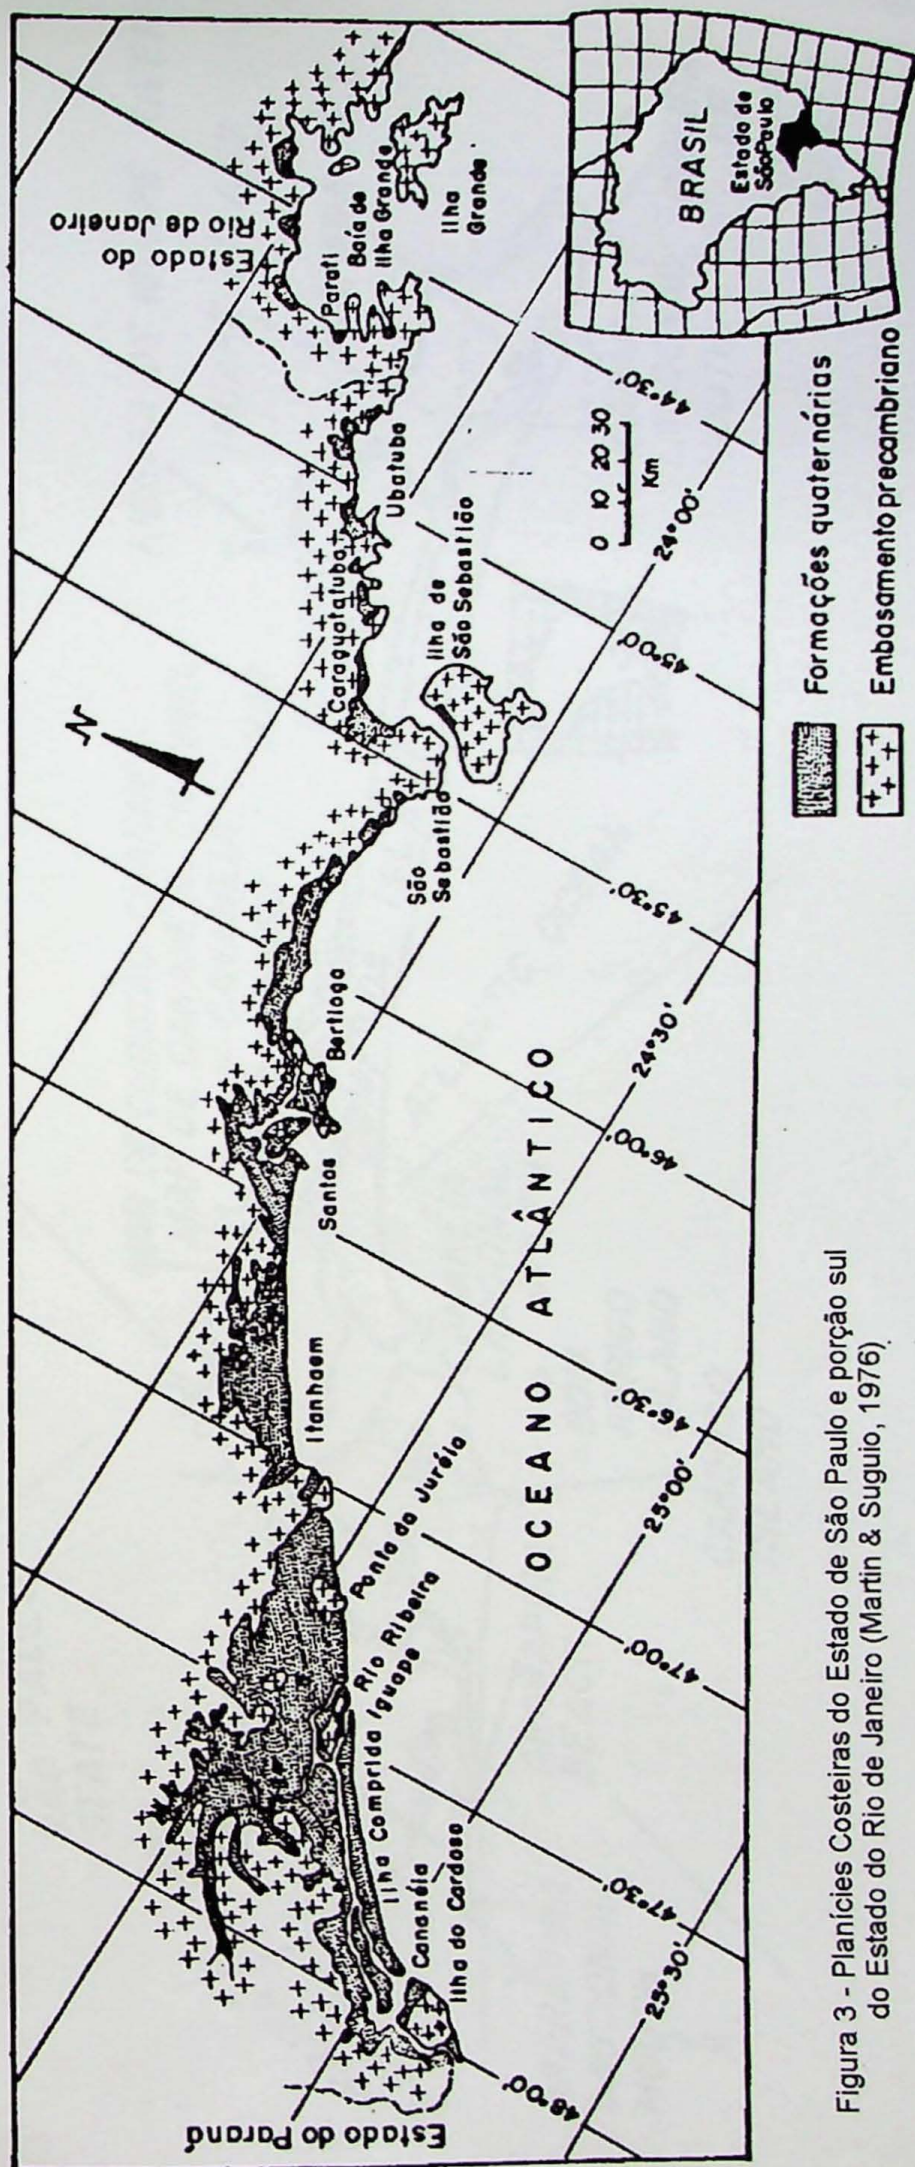 Estado do
Rio de Janeiro
Parati
Baía de
Ilha Grande
Ilha
Grande
Ubatuba
Caraguatatuba
Ilha de
São Sebastião
São
Sebastião
N
Bertioga
Santos
Itanhaem
Ponta da Juréia
Rio Ribeira
Iguape
Ilha Comprida
Cananéia
Ilha do Cardoso
Estado do Paraná
OCEANO ATLÂNTICO
0 10 20 30
Km
44°30'
45°00'
45°30'
46°00'
46°30'
47°00'
47°30'
48°00'
24°00'
24°30'
25°00'
25°30'
BRASIL
Estado de
São Paulo
Formações quaternárias
Embasamento precambriano
Figura 3 - Planícies Costeiras do Estado de São Paulo e porção sul
do Estado do Rio de Janeiro (Martin & Suguio, 1976).